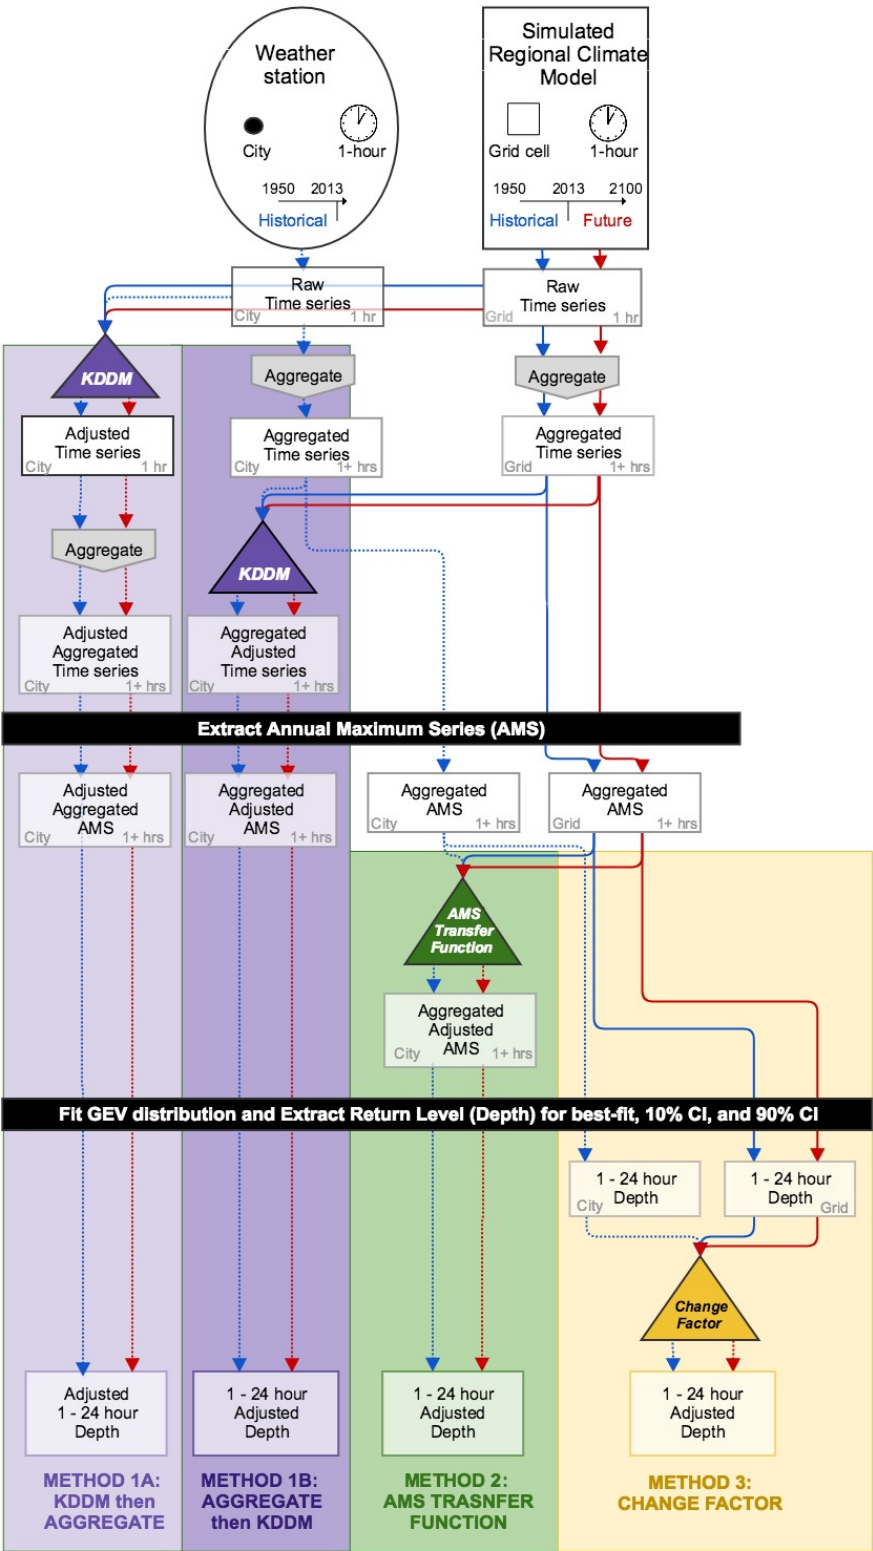 Weather
station
City
1-hour
1950 2013
Historical
Simulated
Regional Climate
Model
Grid cell
1-hour
1950 2013 2100
Historical Future
Raw
Time series
City 1 hr
Raw
Time series
Grid 1 hr
KDDM
Aggregate
Aggregate
Adjusted
Time series
City 1 hr
Aggregated
Time series
City 1+ hrs
Aggregated
Time series
Grid 1+ hrs
Aggregate
KDDM
Adjusted
Aggregated
Time series
City 1+ hrs
Aggregated
Adjusted
Time series
City 1+ hrs
Extract Annual Maximum Series (AMS)
Adjusted
Aggregated
AMS
City 1+ hrs
Aggregated
Adjusted
AMS
City 1+ hrs
Aggregated
AMS
City 1+ hrs
Aggregated
AMS
Grid 1+ hrs
AMS
Transfer
Function
Aggregated
Adjusted
AMS
City 1+ hrs
Fit GEV distribution and Extract Return Level (Depth) for best-fit, 10% CI, and 90% CI
1 - 24 hour
Depth
City
1 - 24 hour
Depth
Grid
Change
Factor
Adjusted
1 - 24 hour
Depth
1 - 24 hour
Adjusted
Depth
1 - 24 hour
Adjusted
Depth
1 - 24 hour
Adjusted
Depth
METHOD 1A:
KDDM then
AGGREGATE
METHOD 1B:
AGGREGATE
then KDDM
METHOD 2:
AMS TRASNFER
FUNCTION
METHOD 3:
CHANGE FACTOR